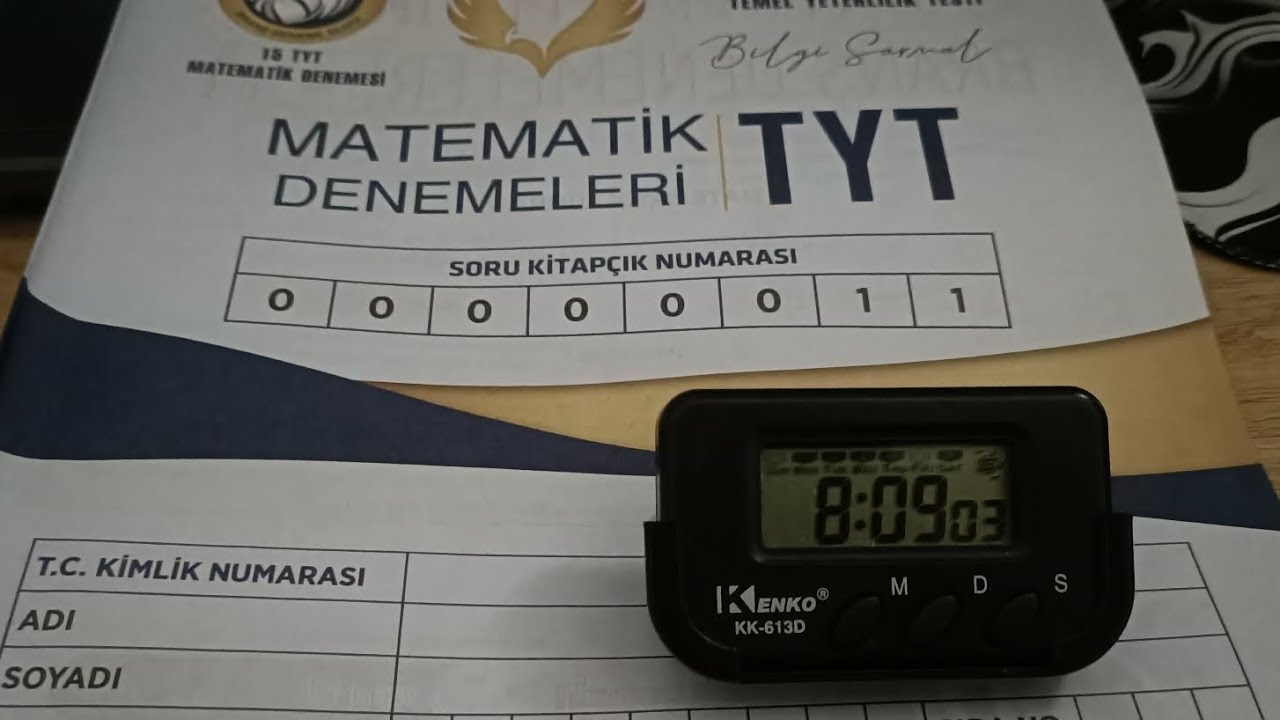 15 TYT
MATEMATİK DENEMESİ
TEMEL YETERLİLİK TESTİ
Bilgi Sarmal
MATEMATİK
DENEMELERİ
TYT
SORU KİTAPÇIK NUMARASI
0 0 0 0 0 0 1 1
8:09 03
KENKO®
KK-613D
M D S
T.C. KİMLİK NUMARASI
ADI
SOYADI